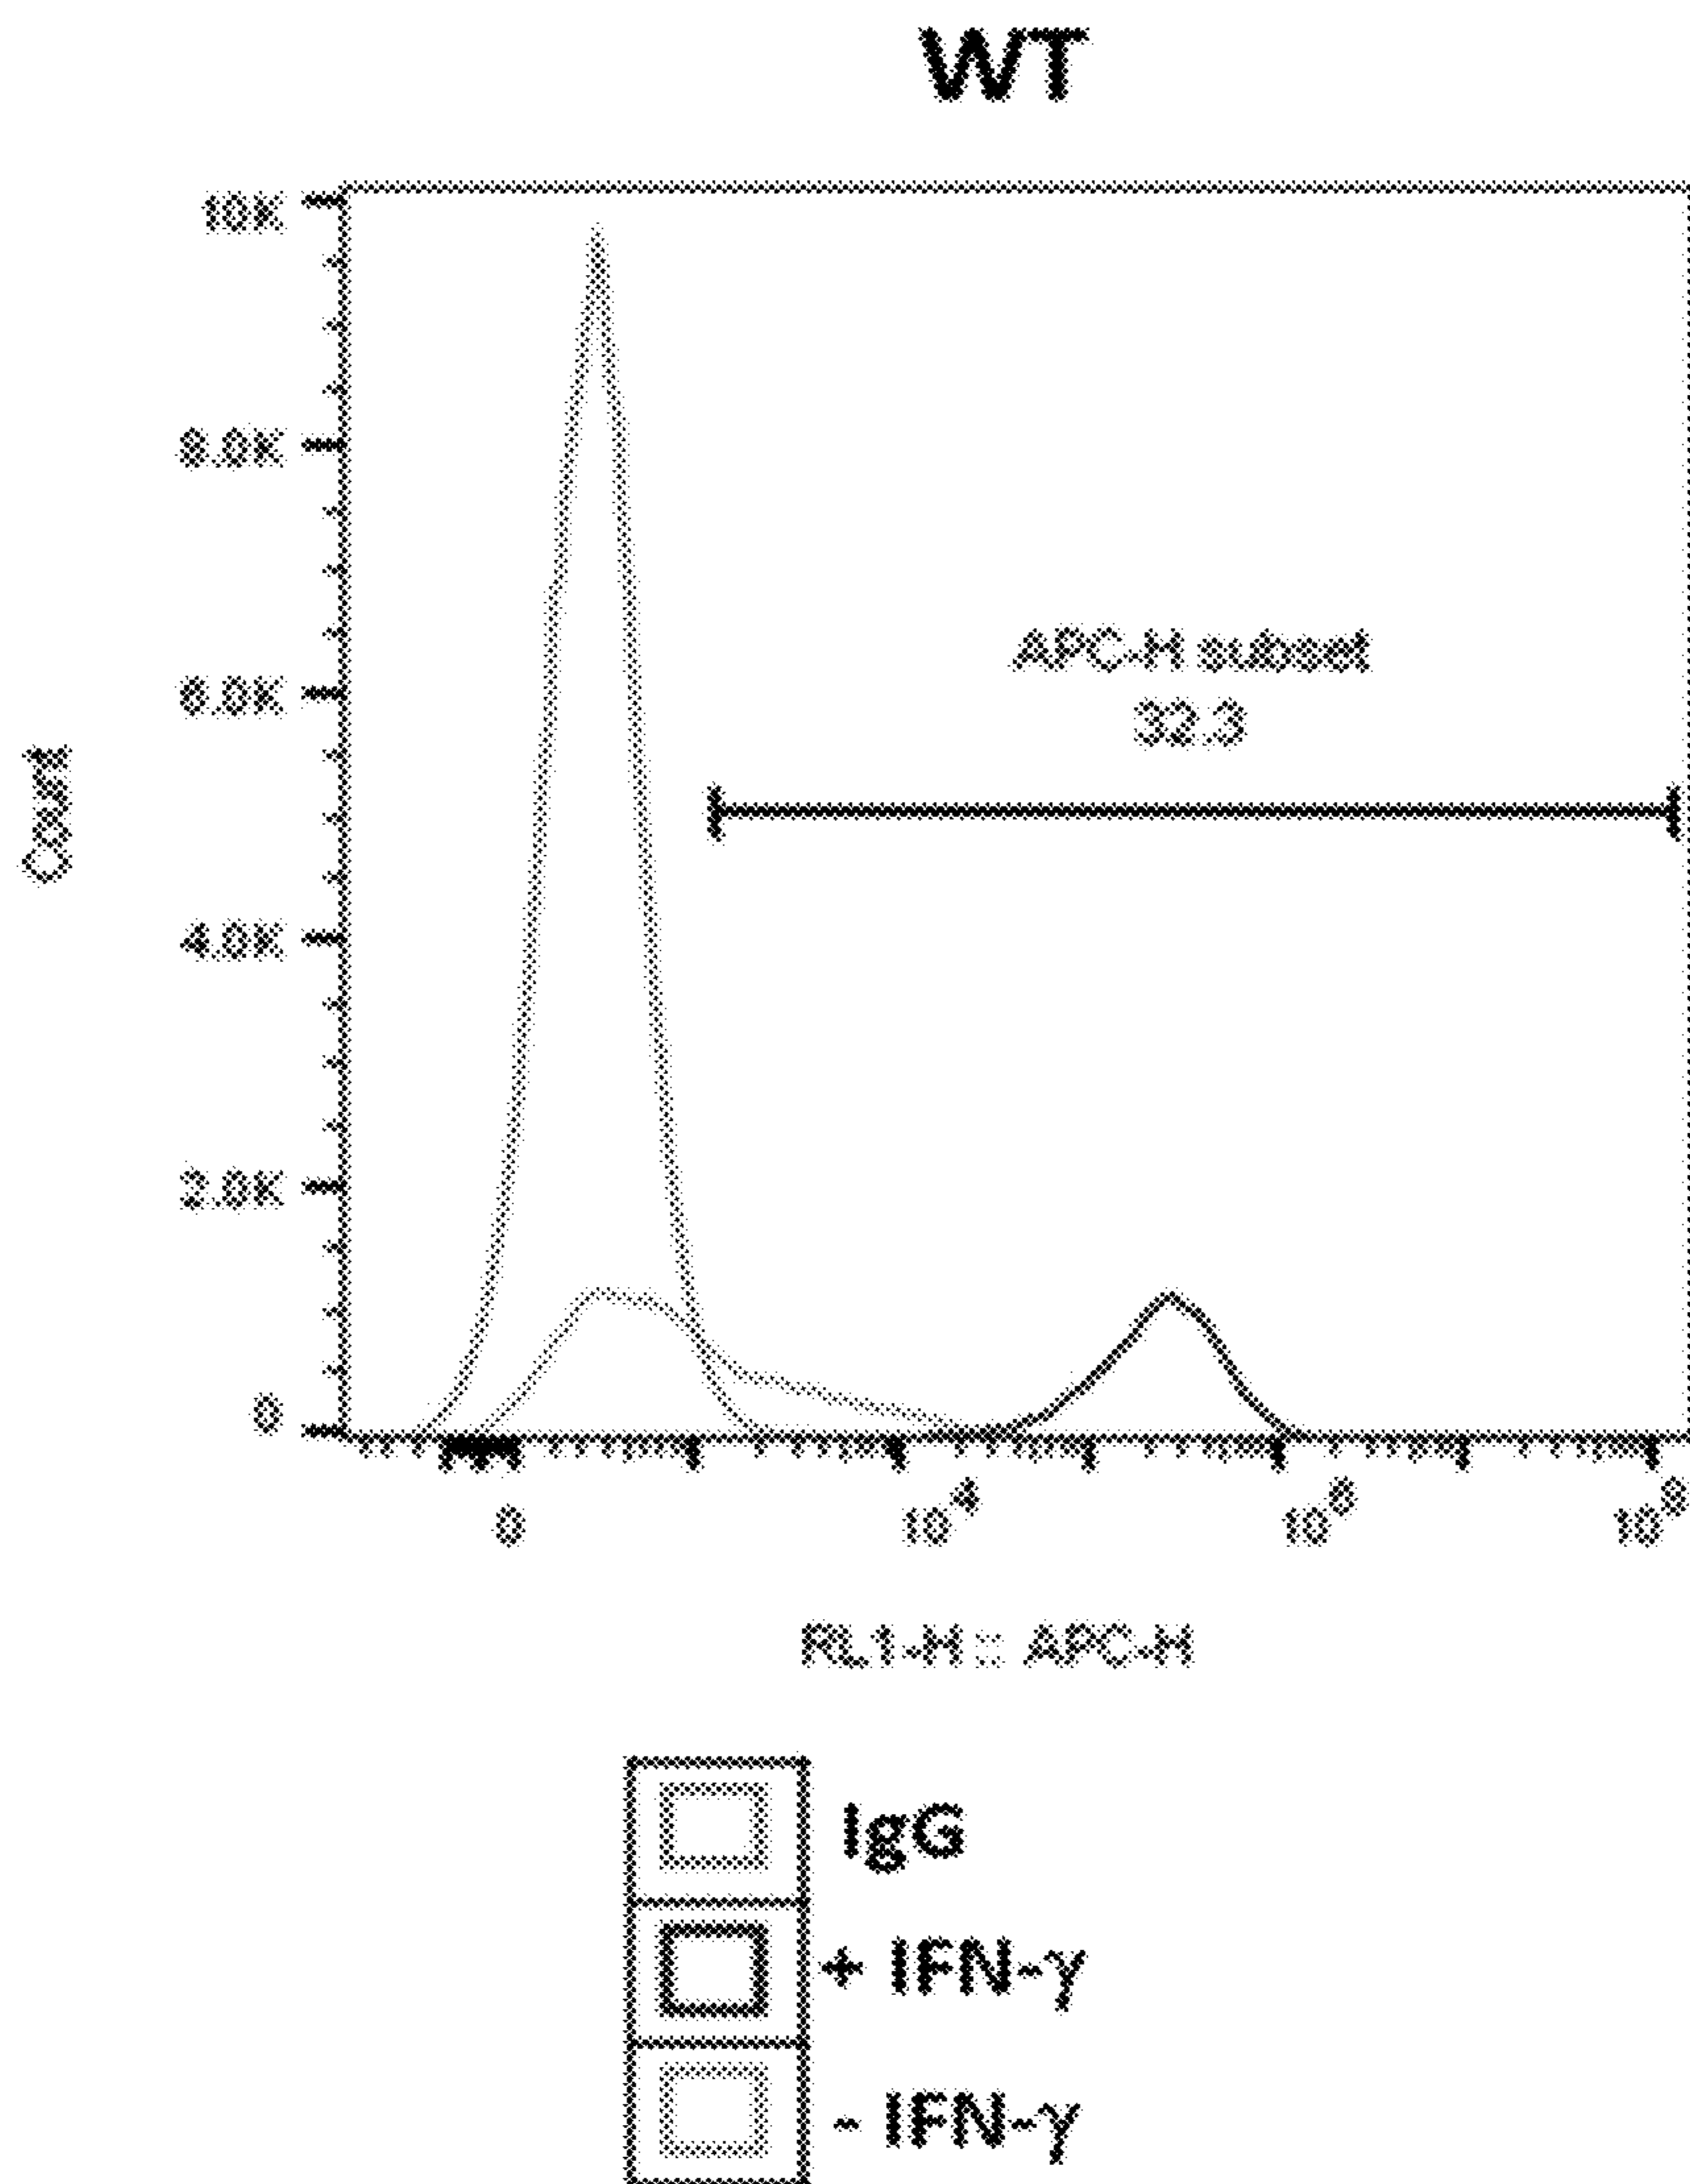 WT
10K
8.0K
6.0K
4.0K
2.0K
0
Count
APC-H subset
32.3
0
10^4
10^6
10^8
RL1-H :: APC-H
IgG
+ IFN-γ
- IFN-γ